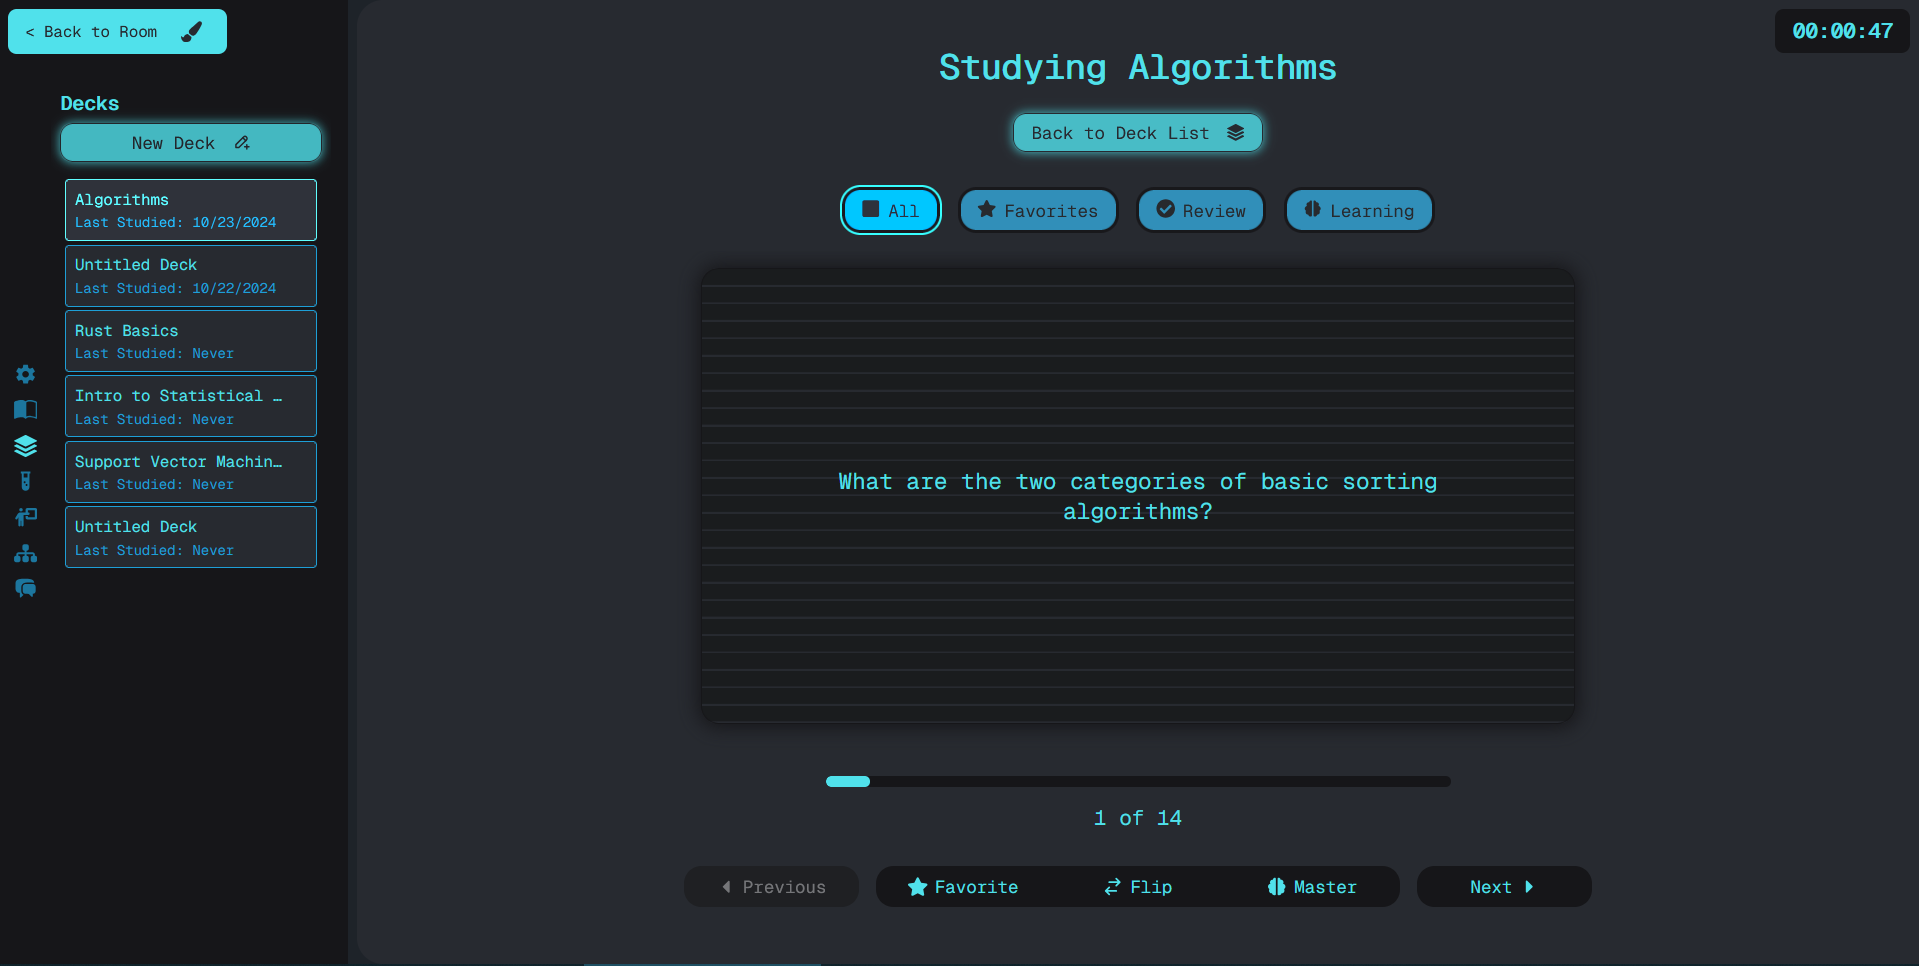 < Back to Room
00:00:47
Decks
New Deck
Algorithms
Last Studied: 10/23/2024
Untitled Deck
Last Studied: 10/22/2024
Rust Basics
Last Studied: Never
Intro to Statistical …
Last Studied: Never
Support Vector Machin…
Last Studied: Never
Untitled Deck
Last Studied: Never
Studying Algorithms
Back to Deck List
All
Favorites
Review
Learning
What are the two categories of basic sorting
algorithms?
1 of 14
Previous
Favorite
Flip
Master
Next